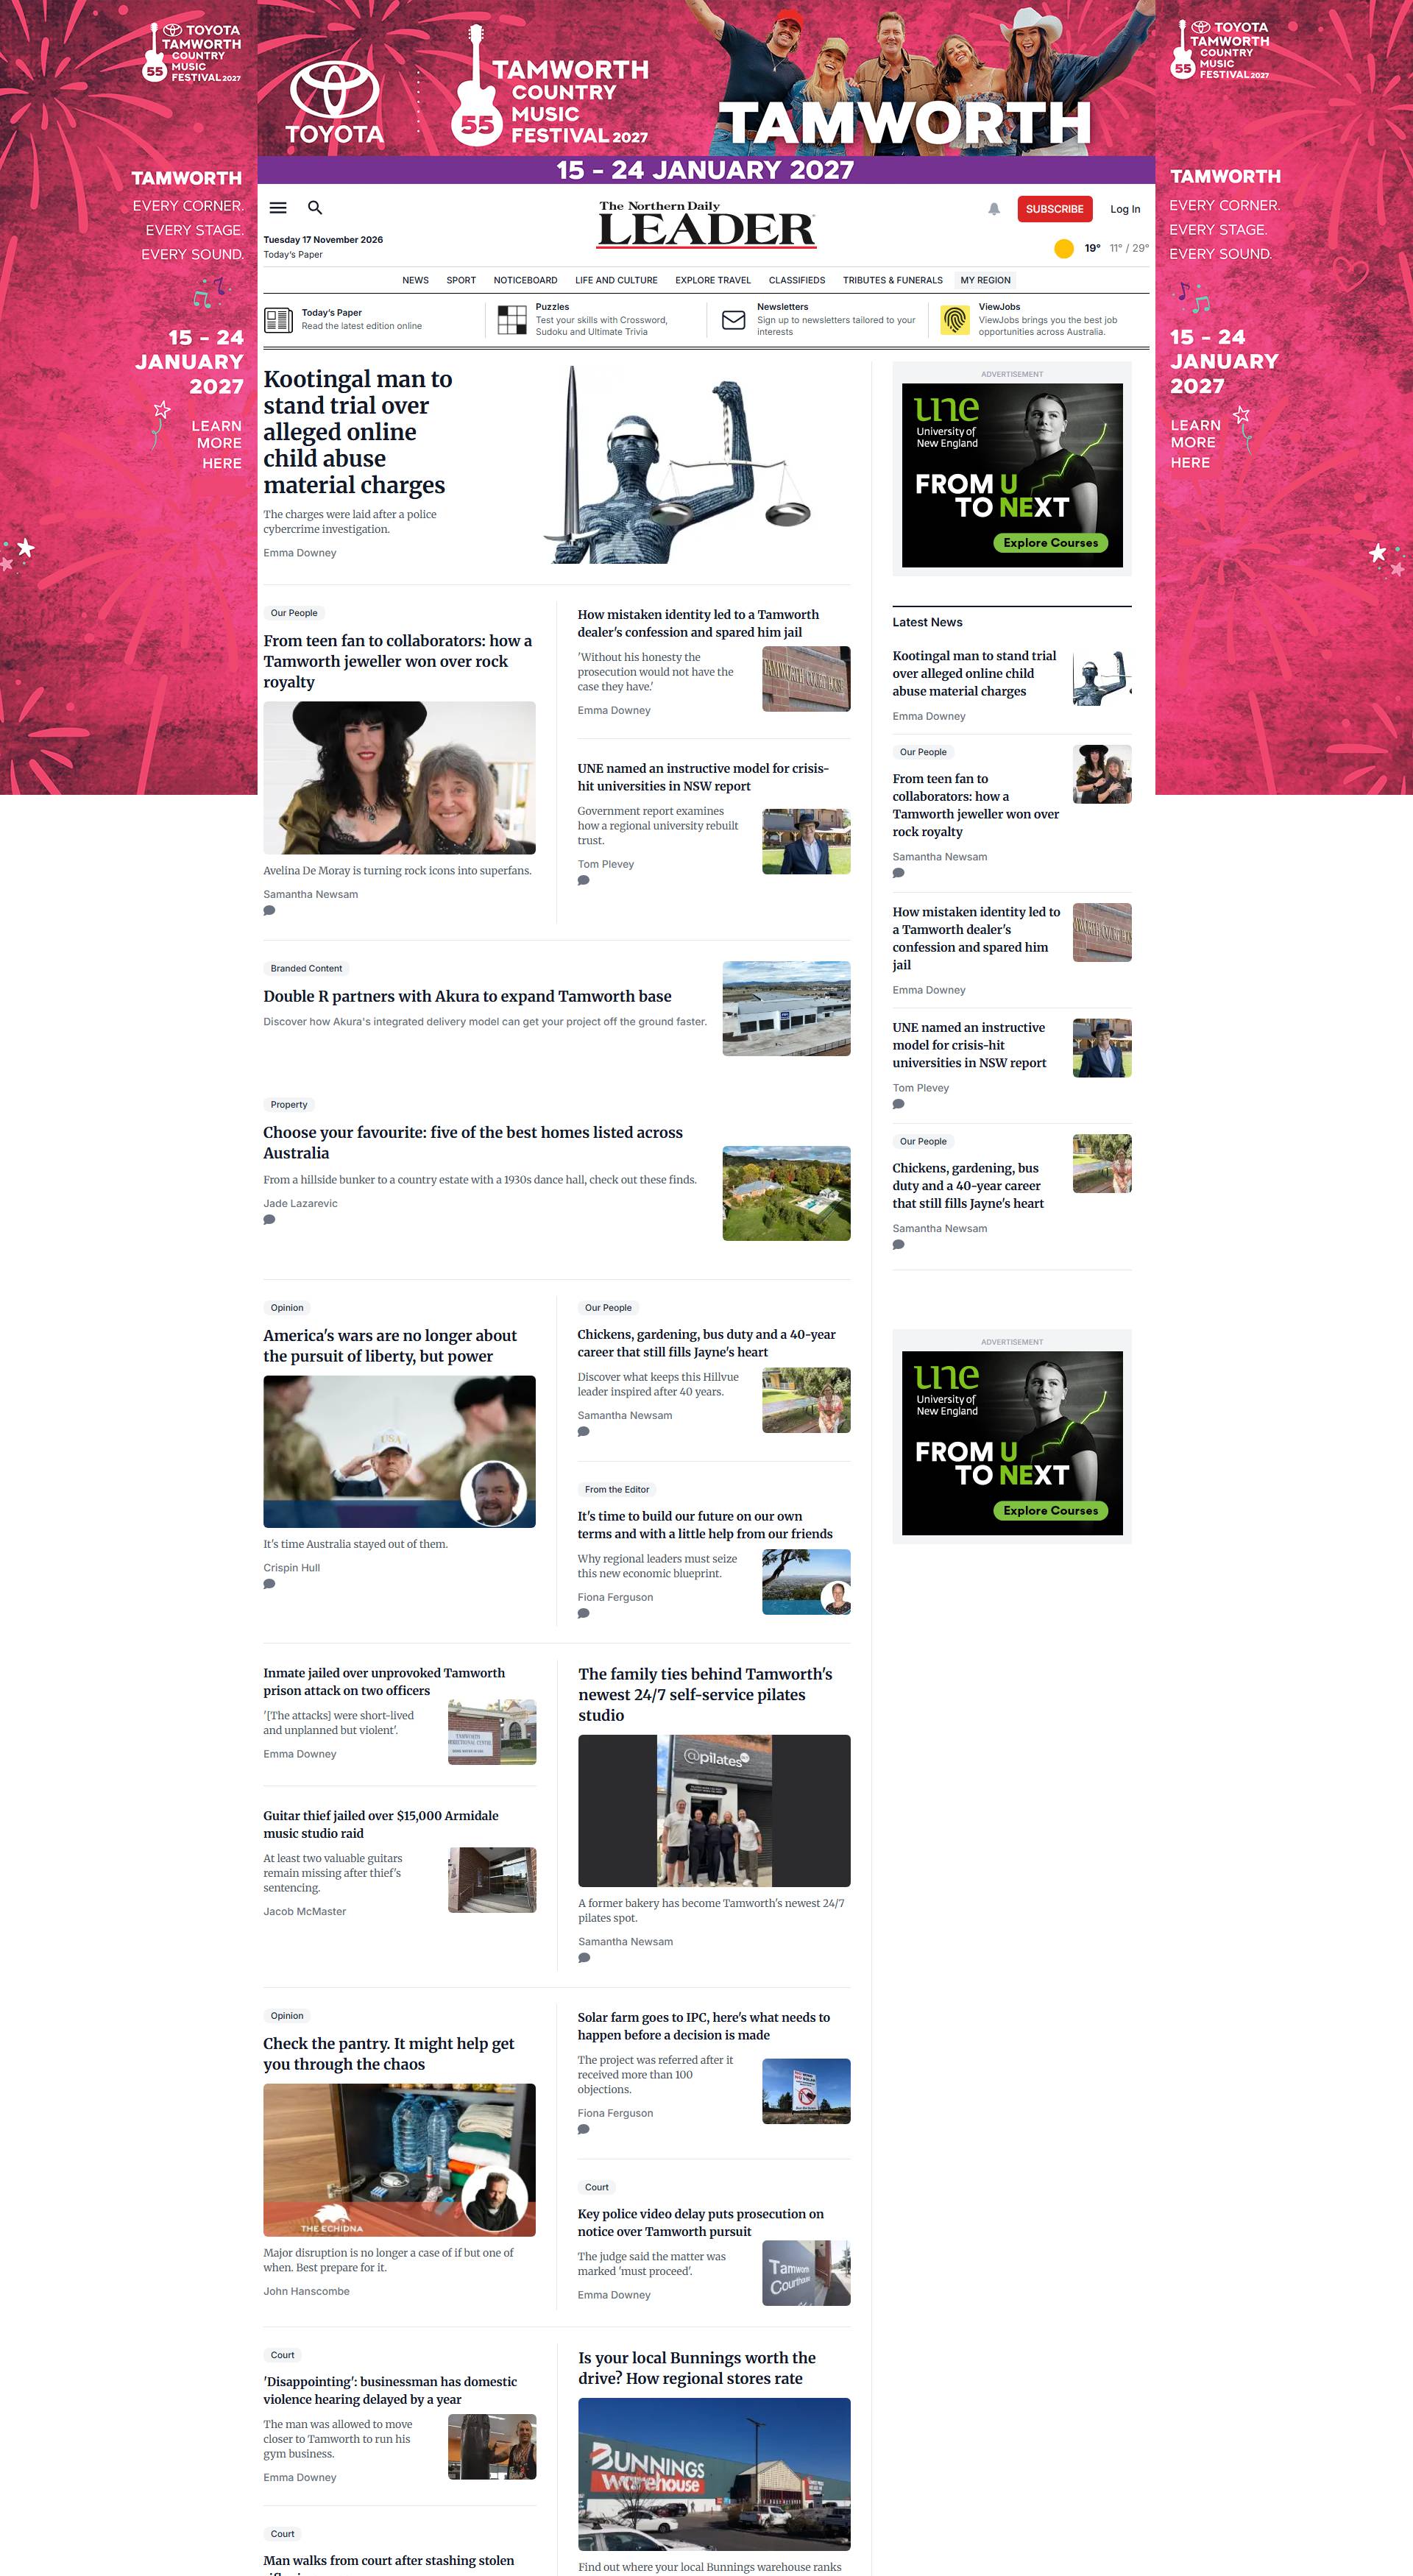 TOYOTA
TAMWORTH
COUNTRY
MUSIC
FESTIVAL 2027
55
TAMWORTH
EVERY CORNER.
EVERY STAGE.
EVERY SOUND.
15 - 24
JANUARY
2027
LEARN
MORE
HERE
TOYOTA
55
TAMWORTH
COUNTRY
MUSIC
FESTIVAL 2027
TAMWORTH
15 - 24 JANUARY 2027
TOYOTA
TAMWORTH
COUNTRY
MUSIC
FESTIVAL 2027
55
TAMWORTH
EVERY CORNER.
EVERY STAGE.
EVERY SOUND.
15 - 24
JANUARY
2027
LEARN
MORE
HERE
The Northern Daily
LEADER
SUBSCRIBE
Log In
Tuesday 17 November 2026
Today's Paper
19° 11° / 29°
NEWS SPORT NOTICEBOARD LIFE AND CULTURE EXPLORE TRAVEL CLASSIFIEDS TRIBUTES & FUNERALS MY REGION
Today's Paper
Read the latest edition online
Puzzles
Test your skills with Crossword,
Sudoku and Ultimate Trivia
Newsletters
Sign up to newsletters tailored to your
interests
ViewJobs
ViewJobs brings you the best job
opportunities across Australia.
Kootingal man to
stand trial over
alleged online
child abuse
material charges
The charges were laid after a police
cybercrime investigation.
Emma Downey
Our People
From teen fan to collaborators: how a
Tamworth jeweller won over rock
royalty
Avelina De Moray is turning rock icons into superfans.
Samantha Newsam
How mistaken identity led to a Tamworth
dealer's confession and spared him jail
'Without his honesty the
prosecution would not have the
case they have.'
Emma Downey
TAMWORTH COURT HOUSE
UNE named an instructive model for crisis-
hit universities in NSW report
Government report examines
how a regional university rebuilt
trust.
Tom Plevey
Branded Content
Double R partners with Akura to expand Tamworth base
Discover how Akura's integrated delivery model can get your project off the ground faster.
Property
Choose your favourite: five of the best homes listed across
Australia
From a hillside bunker to a country estate with a 1930s dance hall, check out these finds.
Jade Lazarevic
Opinion
America's wars are no longer about
the pursuit of liberty, but power
USA
It's time Australia stayed out of them.
Crispin Hull
Our People
Chickens, gardening, bus duty and a 40-year
career that still fills Jayne's heart
Discover what keeps this Hillvue
leader inspired after 40 years.
Samantha Newsam
From the Editor
It's time to build our future on our own
terms and with a little help from our friends
Why regional leaders must seize
this new economic blueprint.
Fiona Ferguson
Inmate jailed over unprovoked Tamworth
prison attack on two officers
'[The attacks] were short-lived
and unplanned but violent'.
Emma Downey
TAMWORTH
CORRECTIONAL CENTRE
Guitar thief jailed over $15,000 Armidale
music studio raid
At least two valuable guitars
remain missing after thief's
sentencing.
Jacob McMaster
The family ties behind Tamworth's
newest 24/7 self-service pilates
studio
@pilates
A former bakery has become Tamworth's newest 24/7
pilates spot.
Samantha Newsam
Opinion
Check the pantry. It might help get
you through the chaos
THE ECHIDNA
Major disruption is no longer a case of if but one of
when. Best prepare for it.
John Hanscombe
Solar farm goes to IPC, here's what needs to
happen before a decision is made
The project was referred after it
received more than 100
objections.
Fiona Ferguson
Court
Key police video delay puts prosecution on
notice over Tamworth pursuit
The judge said the matter was
marked 'must proceed'.
Emma Downey
Tamworth
Courthouse
Court
'Disappointing': businessman has domestic
violence hearing delayed by a year
The man was allowed to move
closer to Tamworth to run his
gym business.
Emma Downey
Court
Man walks from court after stashing stolen
Is your local Bunnings worth the
drive? How regional stores rate
BUNNINGS
warehouse
Find out where your local Bunnings warehouse ranks
ADVERTISEMENT
une
University of
New England
FROM U
TO NEXT
Explore Courses
Latest News
Kootingal man to stand trial
over alleged online child
abuse material charges
Emma Downey
Our People
From teen fan to
collaborators: how a
Tamworth jeweller won over
rock royalty
Samantha Newsam
How mistaken identity led to
a Tamworth dealer's
confession and spared him
jail
Emma Downey
UNE named an instructive
model for crisis-hit
universities in NSW report
Tom Plevey
Our People
Chickens, gardening, bus
duty and a 40-year career
that still fills Jayne's heart
Samantha Newsam
ADVERTISEMENT
une
University of
New England
FROM U
TO NEXT
Explore Courses